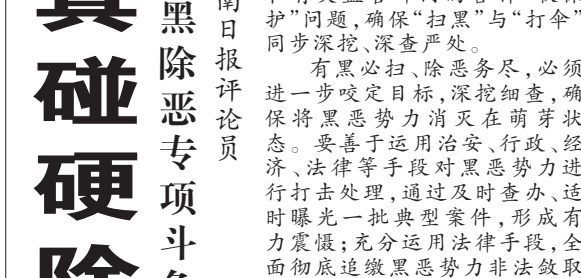 碰硬除
黑除恶专项斗
日报评论员
护”问题,确保“扫黑”与“打伞”
同步深挖、深查严处。
有黑必扫、除恶务尽,必须
进一步咬定目标,深挖细查,确
保将黑恶势力消灭在萌芽状
态。要善于运用治安、行政、经
济、法律等手段对黑恶势力进
行打击处理,通过及时查办、适
时曝光一批典型案件,形成有
力震慑;充分运用法律手段,全
面彻底追缴黑恶势力非法敛取